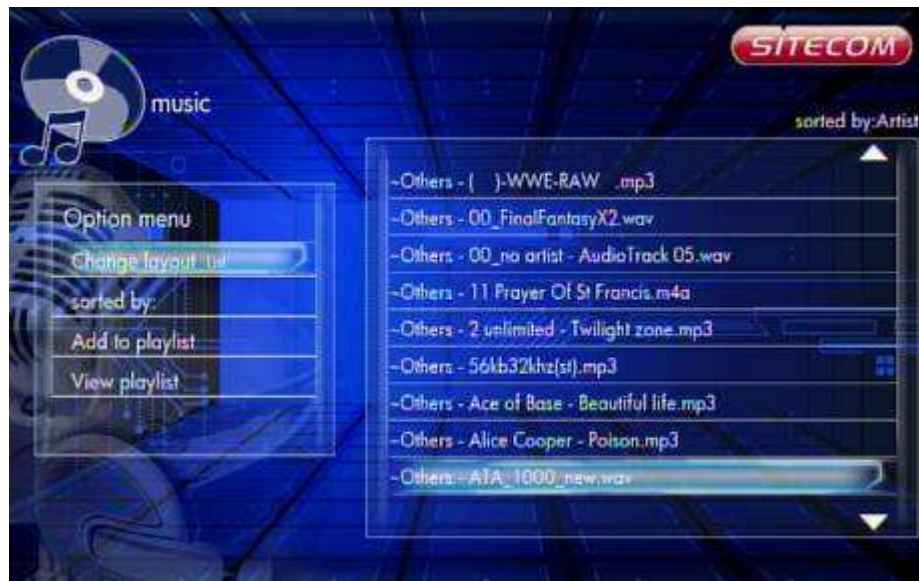 SITECOM
music
sorted by:Artist
Option menu
Change layout
sorted by:
Add to playlist
View playlist
~Others - (    )-WWE-RAW   .mp3
~Others - 00_FinalFantasyX2.wav
~Others - 00_no artist - AudioTrack 05.wav
~Others - 11 Prayer Of St Francis.m4a
~Others - 2 unlimited - Twilight zone.mp3
~Others - 56kb32khz(st).mp3
~Others - Ace of Base - Beautiful life.mp3
~Others - Alice Cooper - Poison.mp3
~Others - ATA_1000_new.wav